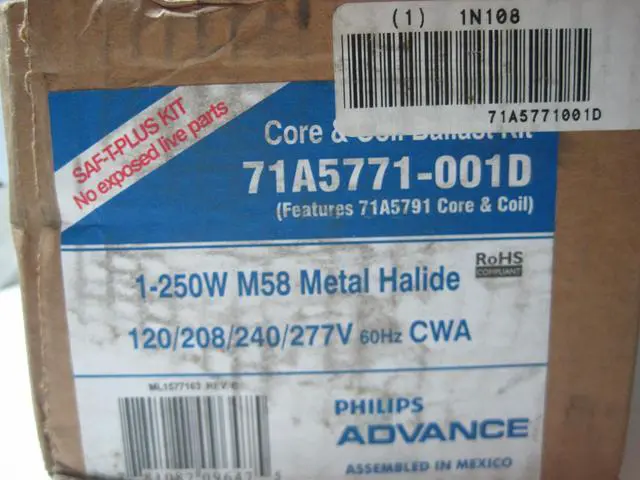 (1) 1N108
71A5771001D
SAF-T-PLUS KIT
No exposed live parts
Core & Coil Ballast Kit
71A5771-001D
(Features 71A5791 Core & Coil)
RoHS
COMPLIANT
1-250W M58 Metal Halide
120/208/240/277V 60Hz CWA
ML1577163 REV.
PHILIPS
ADVANCE
ASSEMBLED IN MEXICO